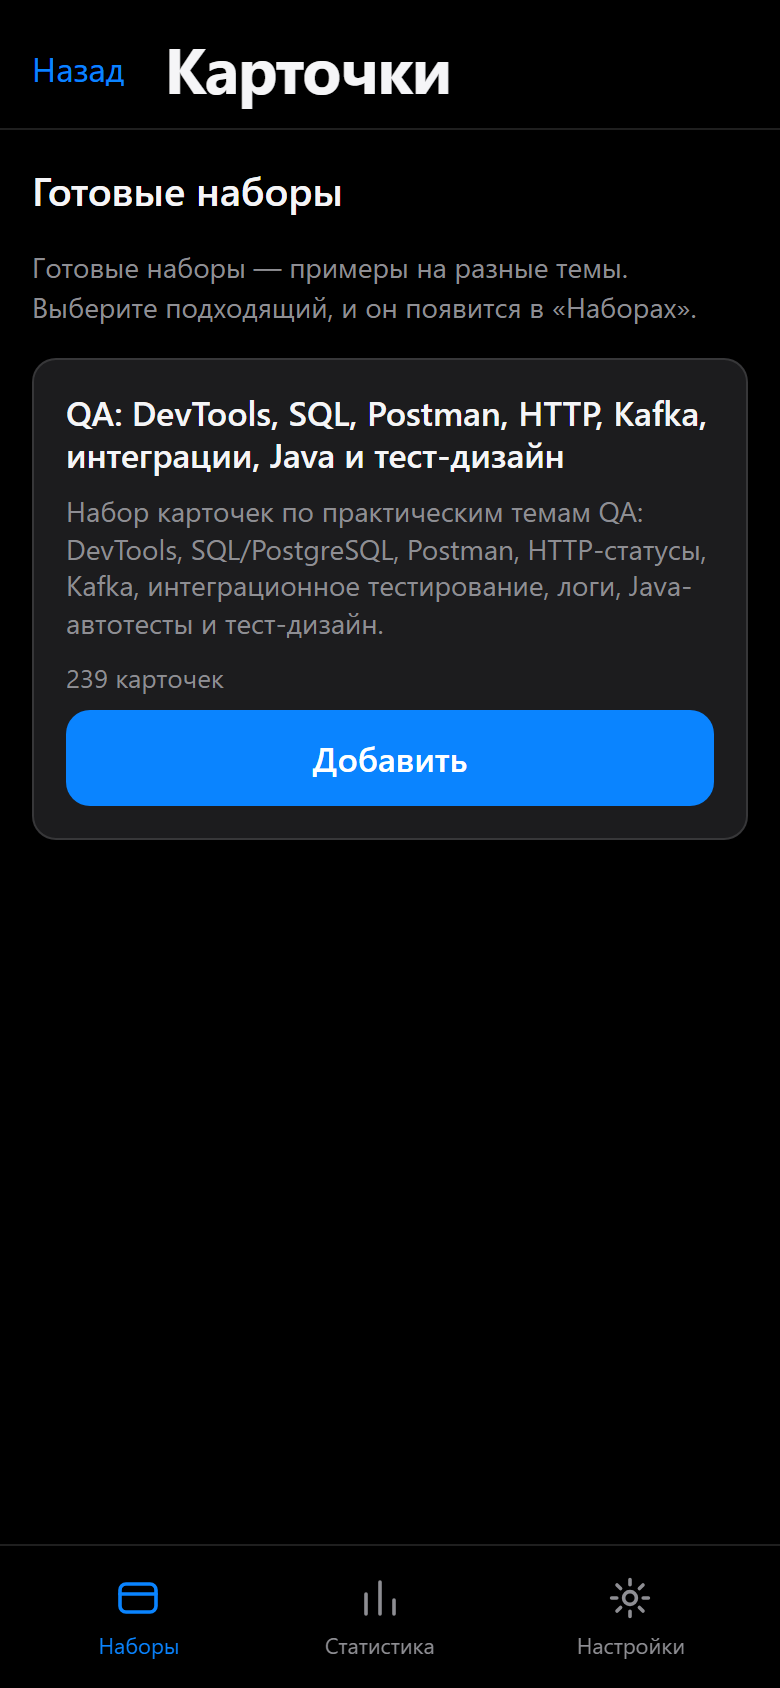 Назад Карточки
Готовые наборы
Готовые наборы — примеры на разные темы.
Выберите подходящий, и он появится в «Наборах».
QA: DevTools, SQL, Postman, HTTP, Kafka,
интеграции, Java и тест-дизайн
Набор карточек по практическим темам QA:
DevTools, SQL/PostgreSQL, Postman, HTTP-статусы,
Kafka, интеграционное тестирование, логи, Java-
автотесты и тест-дизайн.
239 карточек
Добавить
Наборы Статистика Настройки